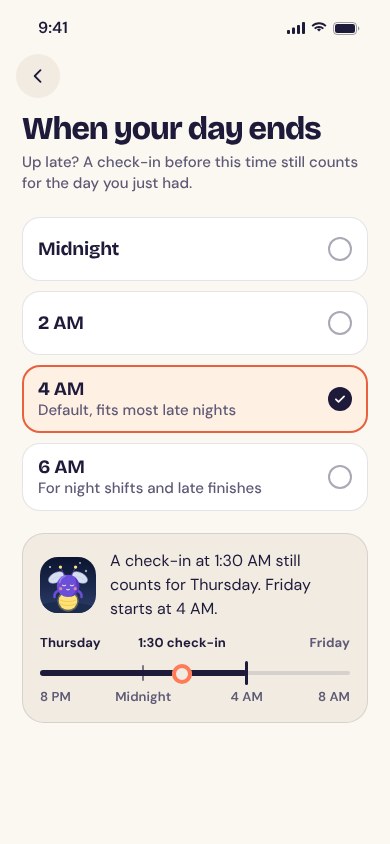 9:41
When your day ends
Up late? A check-in before this time still counts
for the day you just had.
Midnight
2 AM
4 AM
Default, fits most late nights
6 AM
For night shifts and late finishes
A check-in at 1:30 AM still
counts for Thursday. Friday
starts at 4 AM.
Thursday 1:30 check-in Friday
8 PM Midnight 4 AM 8 AM